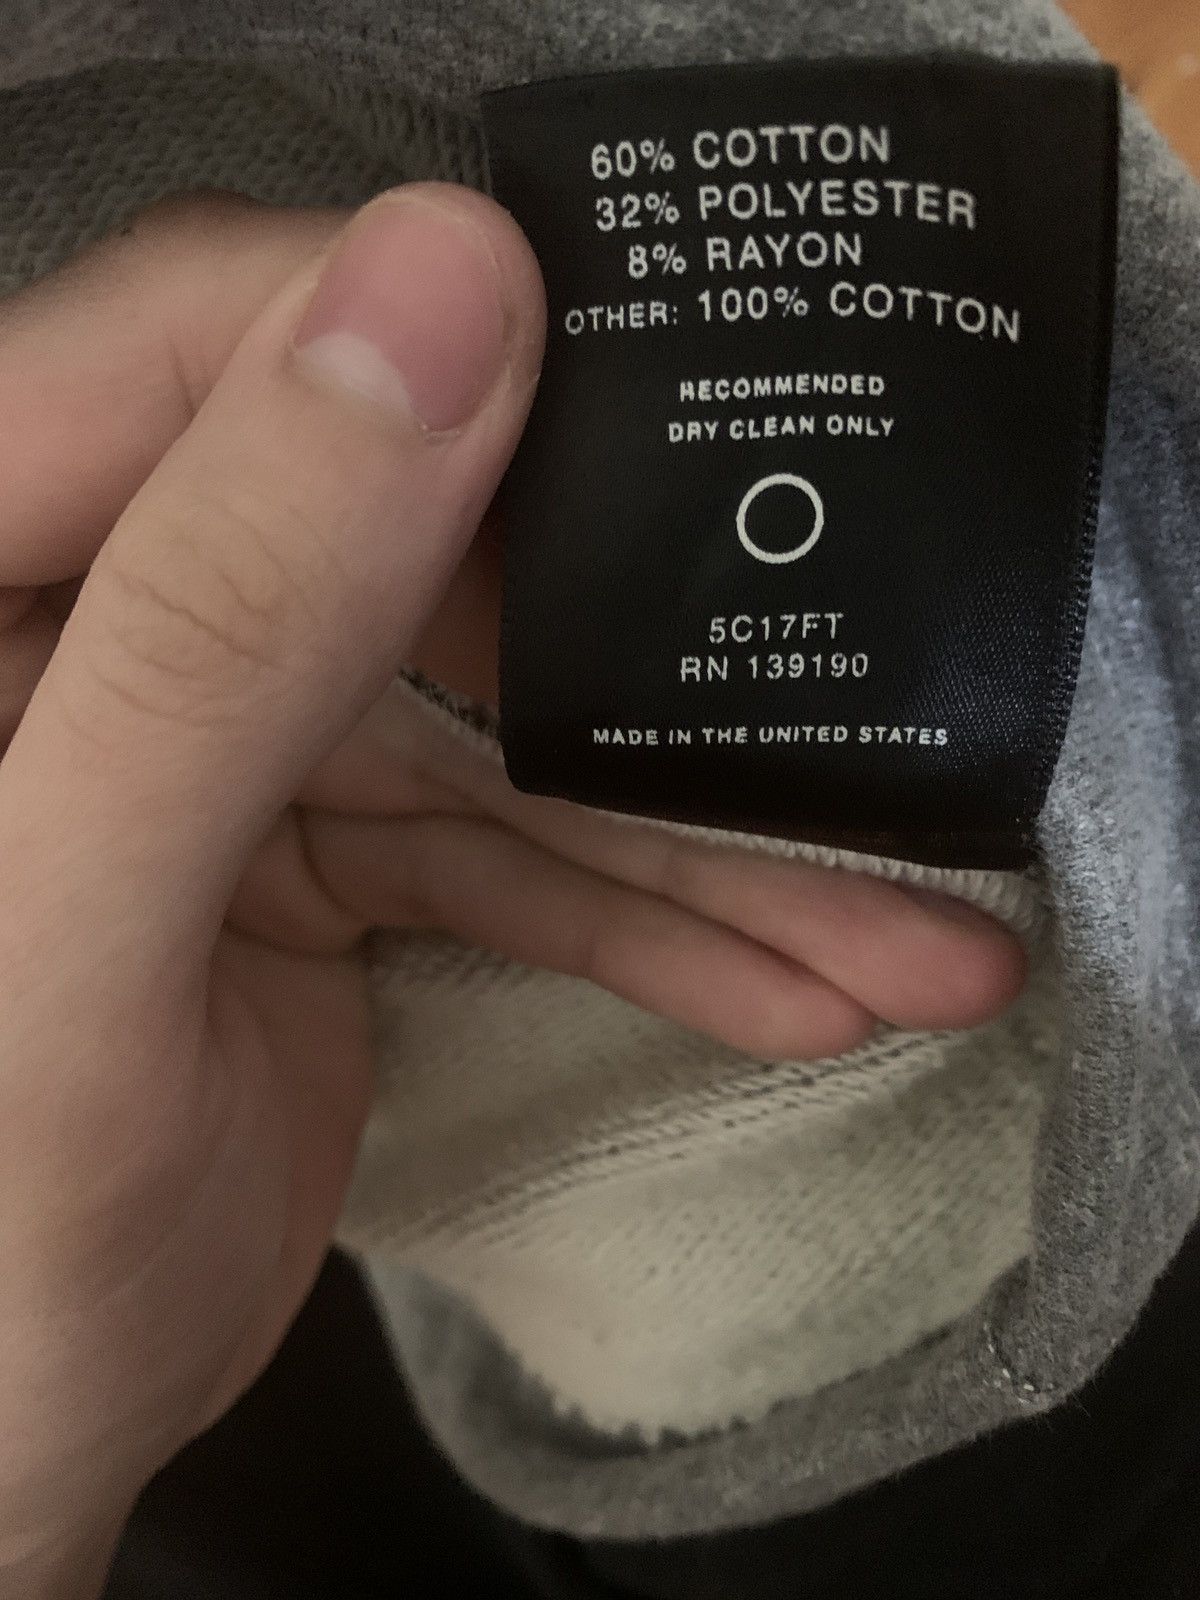 60% COTTON
32% POLYESTER
8% RAYON
OTHER: 100% COTTON
RECOMMENDED
DRY CLEAN ONLY
5C17FT
RN 139190
MADE IN THE UNITED STATES